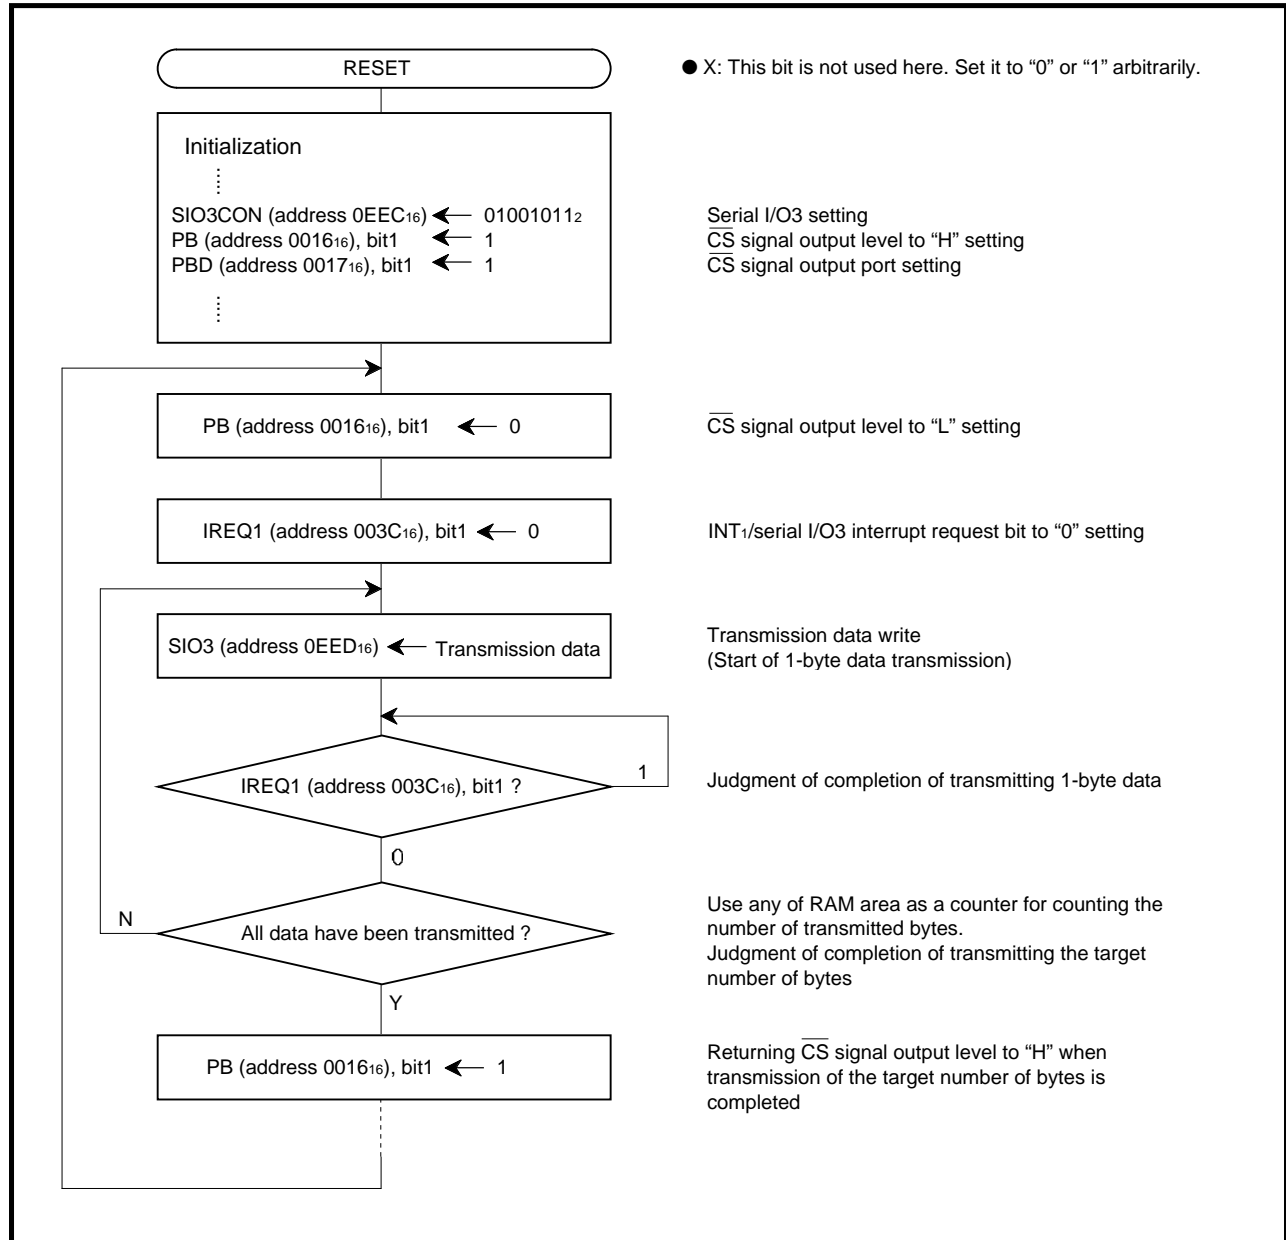 RESET
● X: This bit is not used here. Set it to “0” or “1” arbitrarily.
Initialization
SIO3CON (address 0EEC₁₆) ← 01001011₂
Serial I/O3 setting
PB (address 0016₁₆), bit1 ← 1
C̅S̅ signal output level to “H” setting
PBD (address 0017₁₆), bit1 ← 1
C̅S̅ signal output port setting
PB (address 0016₁₆), bit1 ← 0
C̅S̅ signal output level to “L” setting
IREQ1 (address 003C₁₆), bit1 ← 0
INT₁/serial I/O3 interrupt request bit to “0” setting
SIO3 (address 0EED₁₆) ← Transmission data
Transmission data write
(Start of 1-byte data transmission)
IREQ1 (address 003C₁₆), bit1 ?
1
Judgment of completion of transmitting 1-byte data
0
All data have been transmitted ?
N
Use any of RAM area as a counter for counting the
number of transmitted bytes.
Judgment of completion of transmitting the target
number of bytes
Y
PB (address 0016₁₆), bit1 ← 1
Returning C̅S̅ signal output level to “H” when
transmission of the target number of bytes is
completed